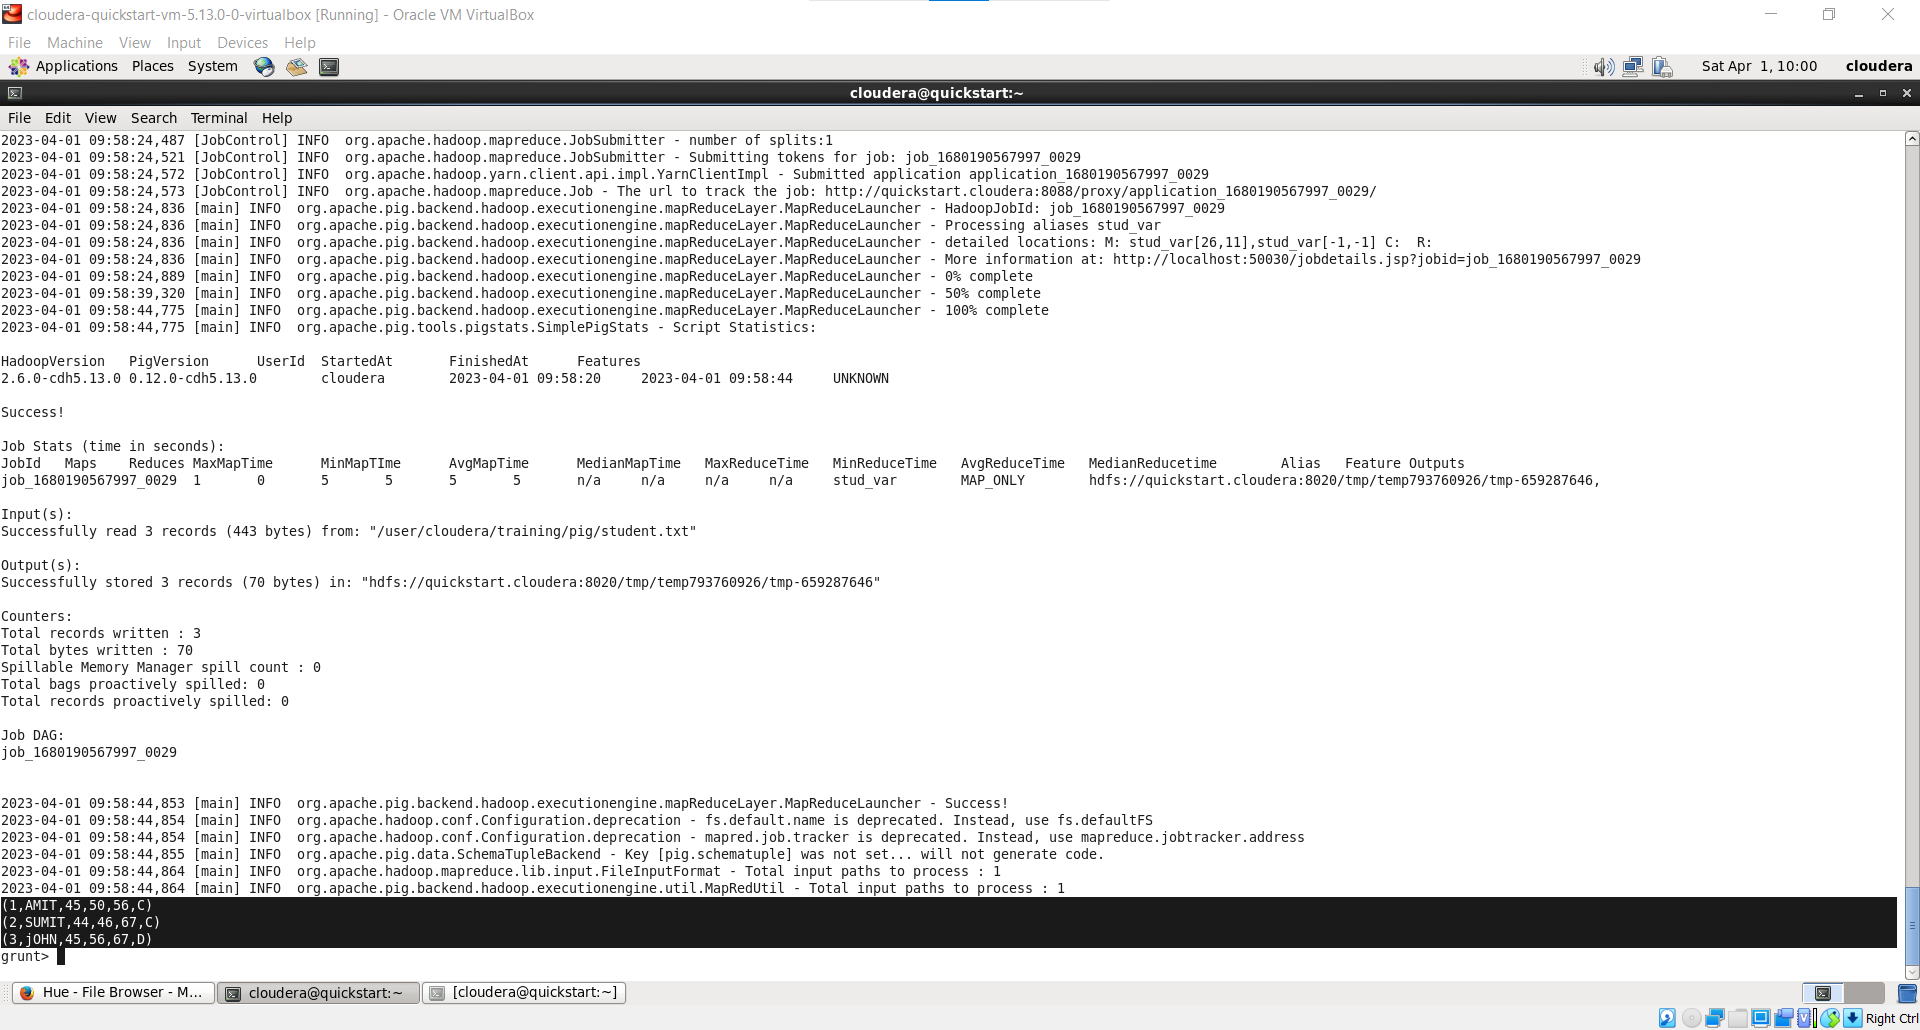 cloudera-quickstart-vm-5.13.0-0-virtualbox [Running] - Oracle VM VirtualBox
File Machine View Input Devices Help
Applications Places System Sat Apr 1, 10:00 cloudera
cloudera@quickstart:~
File Edit View Search Terminal Help
2023-04-01 09:58:24,487 [JobControl] INFO  org.apache.hadoop.mapreduce.JobSubmitter - number of splits:1
2023-04-01 09:58:24,521 [JobControl] INFO  org.apache.hadoop.mapreduce.JobSubmitter - Submitting tokens for job: job_1680190567997_0029
2023-04-01 09:58:24,572 [JobControl] INFO  org.apache.hadoop.yarn.client.api.impl.YarnClientImpl - Submitted application application_1680190567997_0029
2023-04-01 09:58:24,573 [JobControl] INFO  org.apache.hadoop.mapreduce.Job - The url to track the job: http://quickstart.cloudera:8088/proxy/application_1680190567997_0029/
2023-04-01 09:58:24,836 [main] INFO  org.apache.pig.backend.hadoop.executionengine.mapReduceLayer.MapReduceLauncher - HadoopJobId: job_1680190567997_0029
2023-04-01 09:58:24,836 [main] INFO  org.apache.pig.backend.hadoop.executionengine.mapReduceLayer.MapReduceLauncher - Processing aliases stud_var
2023-04-01 09:58:24,836 [main] INFO  org.apache.pig.backend.hadoop.executionengine.mapReduceLayer.MapReduceLauncher - detailed locations: M: stud_var[26,11],stud_var[-1,-1] C:  R:
2023-04-01 09:58:24,836 [main] INFO  org.apache.pig.backend.hadoop.executionengine.mapReduceLayer.MapReduceLauncher - More information at: http://localhost:50030/jobdetails.jsp?jobid=job_1680190567997_0029
2023-04-01 09:58:24,889 [main] INFO  org.apache.pig.backend.hadoop.executionengine.mapReduceLayer.MapReduceLauncher - 0% complete
2023-04-01 09:58:39,320 [main] INFO  org.apache.pig.backend.hadoop.executionengine.mapReduceLayer.MapReduceLauncher - 50% complete
2023-04-01 09:58:44,775 [main] INFO  org.apache.pig.backend.hadoop.executionengine.mapReduceLayer.MapReduceLauncher - 100% complete
2023-04-01 09:58:44,775 [main] INFO  org.apache.pig.tools.pigstats.SimplePigStats - Script Statistics:
HadoopVersion PigVersion UserId StartedAt FinishedAt Features
2.6.0-cdh5.13.0 0.12.0-cdh5.13.0 cloudera 2023-04-01 09:58:20 2023-04-01 09:58:44 UNKNOWN
Success!
Job Stats (time in seconds):
JobId Maps Reduces MaxMapTime MinMapTIme AvgMapTime MedianMapTime MaxReduceTime MinReduceTime AvgReduceTime MedianReducetime Alias Feature Outputs
job_1680190567997_0029 1 0 5 5 5 5 n/a n/a n/a n/a stud_var MAP_ONLY hdfs://quickstart.cloudera:8020/tmp/temp793760926/tmp-659287646,
Input(s):
Successfully read 3 records (443 bytes) from: "/user/cloudera/training/pig/student.txt"
Output(s):
Successfully stored 3 records (70 bytes) in: "hdfs://quickstart.cloudera:8020/tmp/temp793760926/tmp-659287646"
Counters:
Total records written : 3
Total bytes written : 70
Spillable Memory Manager spill count : 0
Total bags proactively spilled: 0
Total records proactively spilled: 0
Job DAG:
job_1680190567997_0029
2023-04-01 09:58:44,853 [main] INFO  org.apache.pig.backend.hadoop.executionengine.mapReduceLayer.MapReduceLauncher - Success!
2023-04-01 09:58:44,854 [main] INFO  org.apache.hadoop.conf.Configuration.deprecation - fs.default.name is deprecated. Instead, use fs.defaultFS
2023-04-01 09:58:44,854 [main] INFO  org.apache.hadoop.conf.Configuration.deprecation - mapred.job.tracker is deprecated. Instead, use mapreduce.jobtracker.address
2023-04-01 09:58:44,855 [main] INFO  org.apache.pig.data.SchemaTupleBackend - Key [pig.schematuple] was not set... will not generate code.
2023-04-01 09:58:44,864 [main] INFO  org.apache.hadoop.mapreduce.lib.input.FileInputFormat - Total input paths to process : 1
2023-04-01 09:58:44,864 [main] INFO  org.apache.pig.backend.hadoop.executionengine.util.MapRedUtil - Total input paths to process : 1
(1,AMIT,45,50,56,C)
(2,SUMIT,44,46,67,C)
(3,jOHN,45,56,67,D)
grunt>
Hue - File Browser - M... cloudera@quickstart:~ [cloudera@quickstart:~]
Right Ctrl